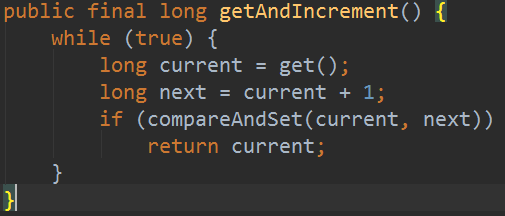 public final long getAndIncrement() {
    while (true) {
        long current = get();
        long next = current + 1;
        if (compareAndSet(current, next))
            return current;
    }
}